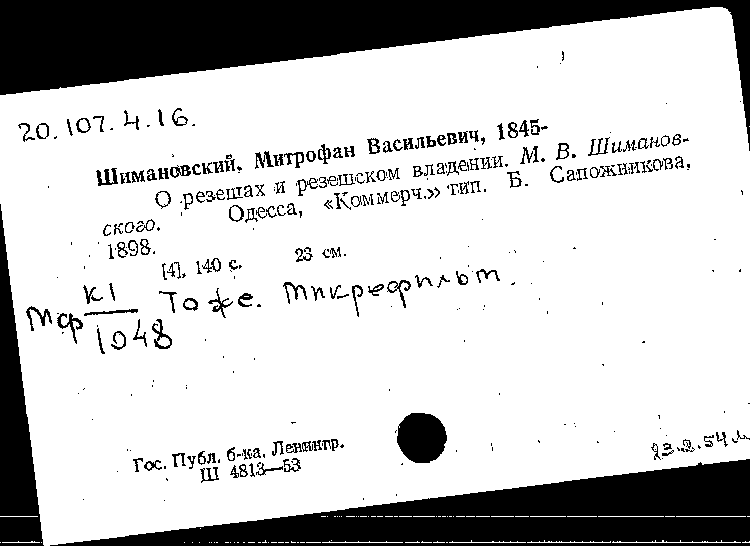 20.107.4.16.
Шимановский, Митрофан Васильевич, 1845-
О резешах и резешском владении. М. В. Шиманов-
ского. Одесса, «Коммерч.» тип. Б. Сапожникова,
1898.
[4], 140 с. 23 см.
Мф К1/1048 То же. Микрофильм.
Гос. Публ. б-ка. Ленингр.
Ш 4813—53
23.2.54